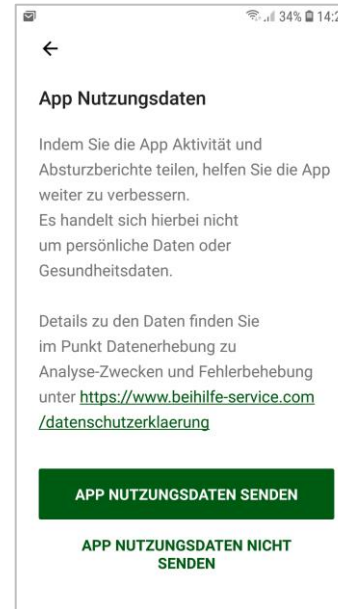 34% 14:2
App Nutzungsdaten
Indem Sie die App Aktivität und
Absturzberichte teilen, helfen Sie die App
weiter zu verbessern.
Es handelt sich hierbei nicht
um persönliche Daten oder
Gesundheitsdaten.
Details zu den Daten finden Sie
im Punkt Datenerhebung zu
Analyse-Zwecken und Fehlerbehebung
unter https://www.beihilfe-service.com
/datenschutzerklaerung
APP NUTZUNGSDATEN SENDEN
APP NUTZUNGSDATEN NICHT
SENDEN